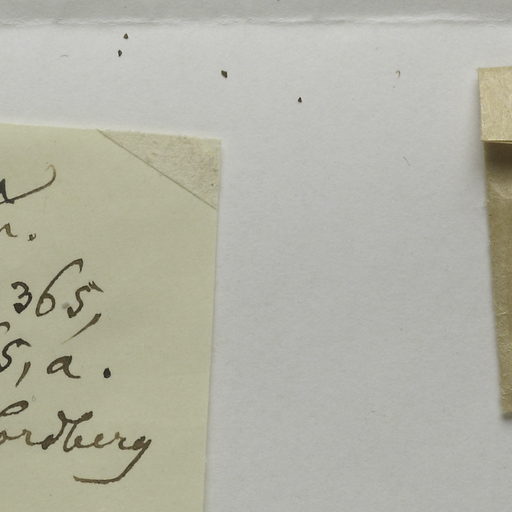 365,
5, a.
ordberg